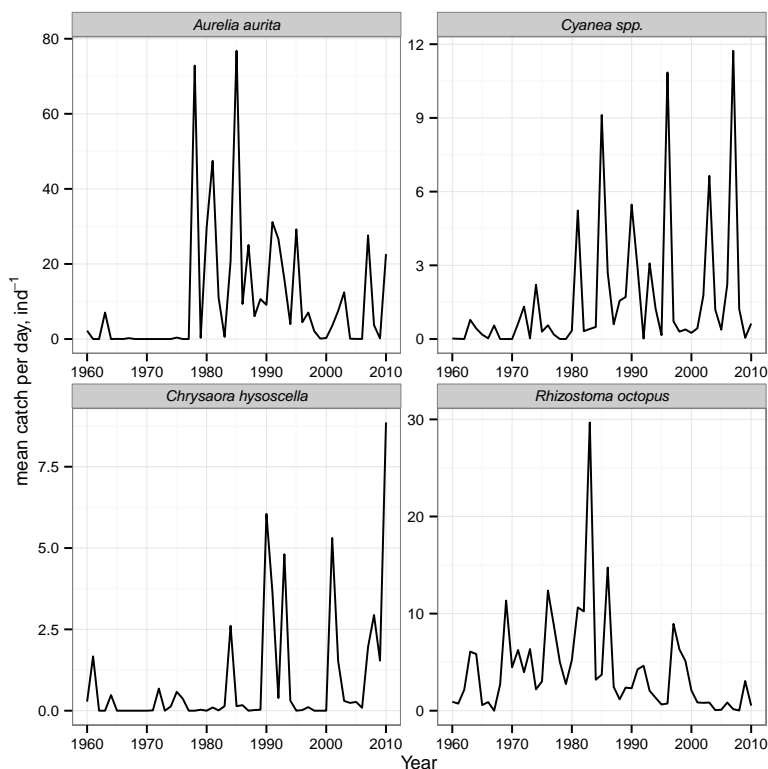 Aurelia aurita
Cyanea spp.
80
60
40
20
0
12
9
6
3
0
1960 1970 1980 1990 2000 2010
1960 1970 1980 1990 2000 2010
mean catch per day, ind⁻¹
Chrysaora hysoscella
Rhizostoma octopus
7.5
5.0
2.5
0.0
30
20
10
0
1960 1970 1980 1990 2000 2010
1960 1970 1980 1990 2000 2010
Year